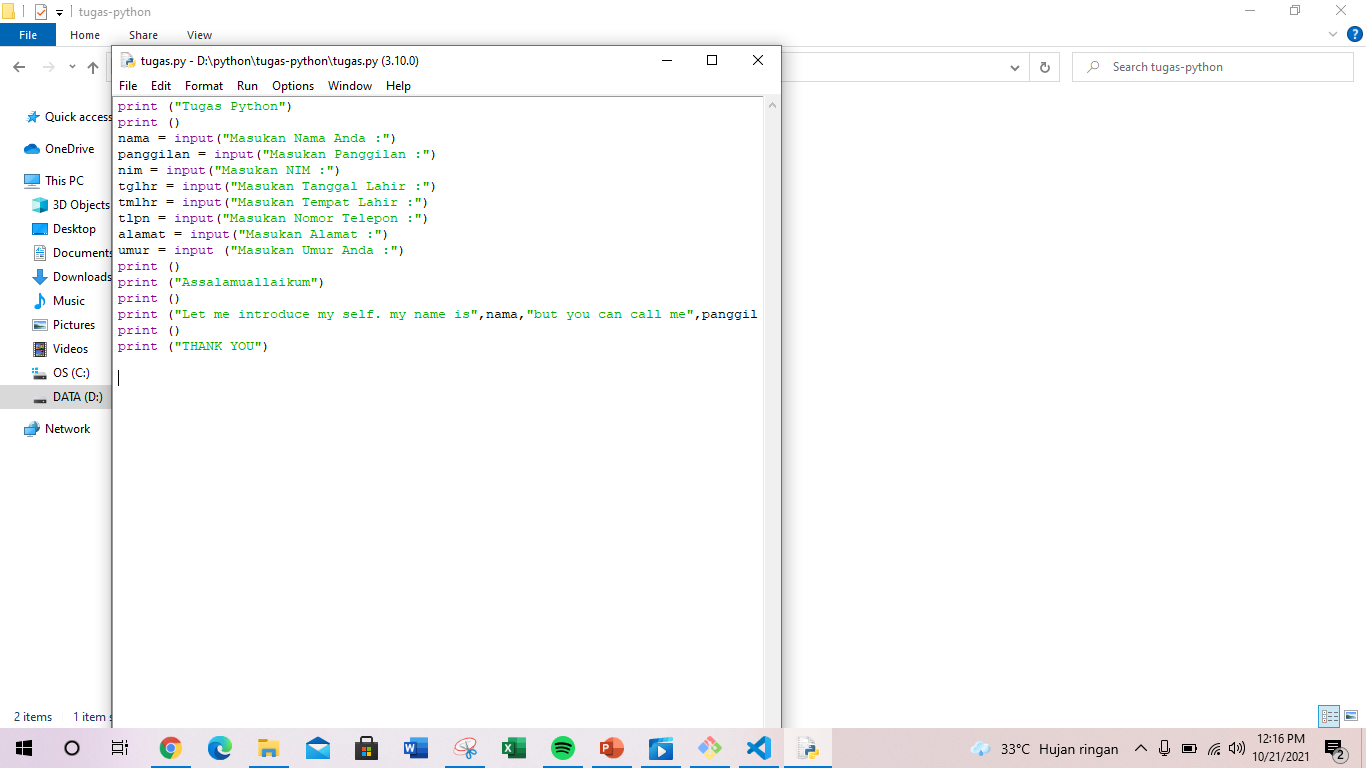 tugas-python
File Home Share View
tugas.py - D:\python\tugas-python\tugas.py (3.10.0)
Search tugas-python
File Edit Format Run Options Window Help
print ("Tugas Python")
print ()
nama = input("Masukan Nama Anda :")
panggilan = input("Masukan Panggilan :")
nim = input("Masukan NIM :")
tglhr = input("Masukan Tanggal Lahir :")
tmlhr = input("Masukan Tempat Lahir :")
tlpn = input("Masukan Nomor Telepon :")
alamat = input("Masukan Alamat :")
umur = input ("Masukan Umur Anda :")
print ()
print ("Assalamuallaikum")
print ()
print ("Let me introduce my self. my name is",nama,"but you can call me",panggil
print ()
print ("THANK YOU")
Quick access
OneDrive
This PC
3D Objects
Desktop
Documents
Downloads
Music
Pictures
Videos
OS (C:)
DATA (D:)
Network
2 items 1 item s
33°C Hujan ringan
12:16 PM
10/21/2021
2